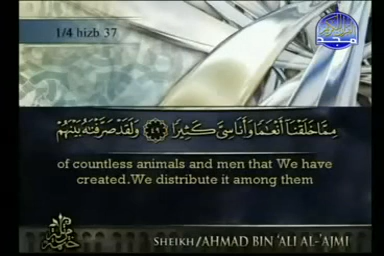 1/4 hizb 37
مِمَّا خَلَقْنَا أَنْعَامًا وَأَنَاسِيَّ كَثِيرًا ٤٩ وَلَقَدْ صَرَّفْنَاهُ بَيْنَهُمْ
of countless animals and men that We have
created.We distribute it among them
SHEIKH/AHMAD BIN 'ALI AL-'AJMI